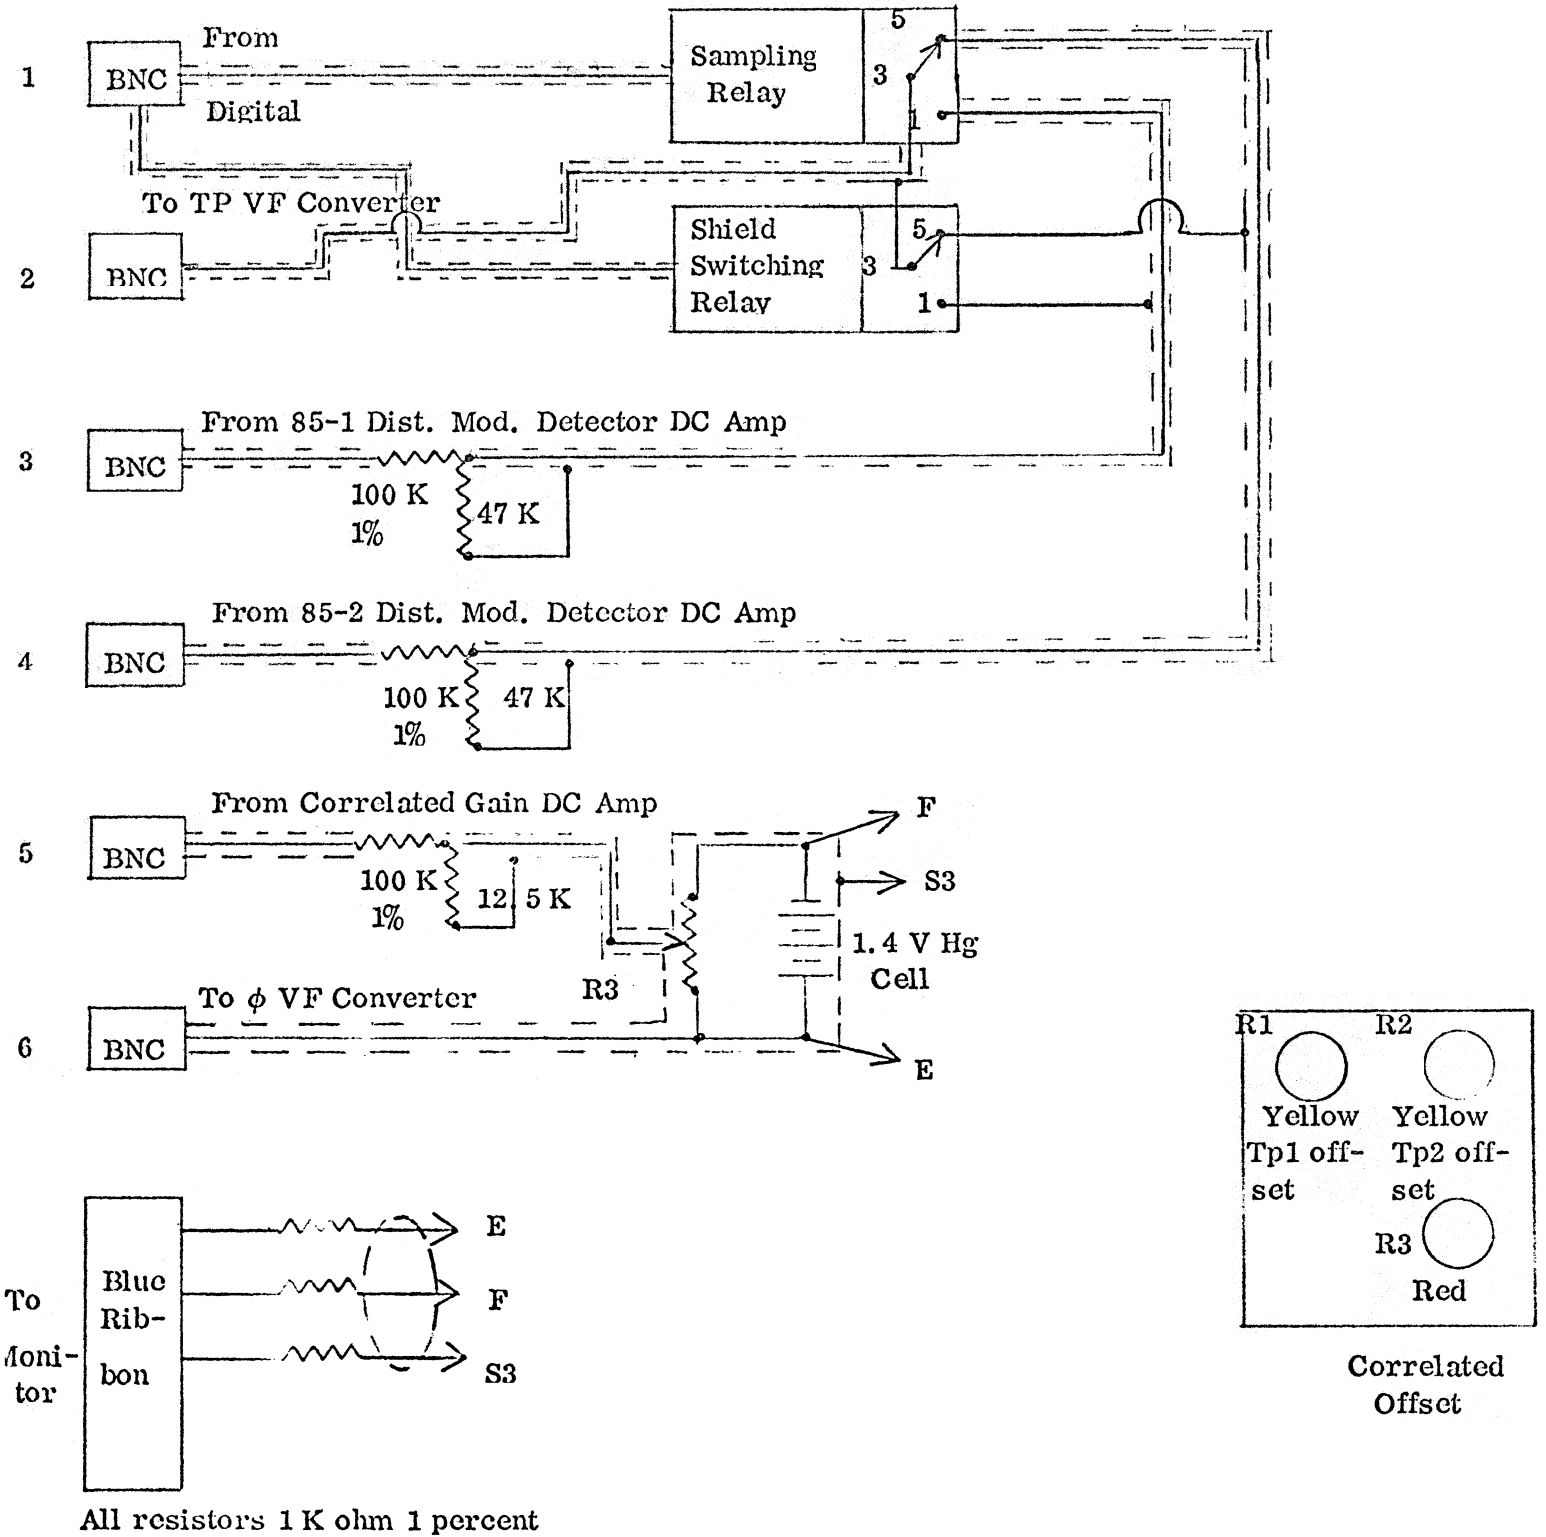 From
1
BNC
Digital
Sampling
Relay
5
3
1
To TP VF Converter
2
BNC
Shield
Switching
Relay
5
3
1
From 85-1 Dist. Mod. Detector DC Amp
3
BNC
100 K
1%
47 K
From 85-2 Dist. Mod. Detector DC Amp
4
BNC
100 K
1%
47 K
From Correlated Gain DC Amp
5
BNC
100 K
1%
12.5 K
F
S3
1.4 V Hg
Cell
R3
To ϕ VF Converter
6
BNC
E
R1
R2
Yellow
Tp1 off-
set
Yellow
Tp2 off-
set
R3
Red
Correlated
Offset
To
Moni-
tor
Blue
Rib-
bon
E
F
S3
All resistors 1 K ohm 1 percent